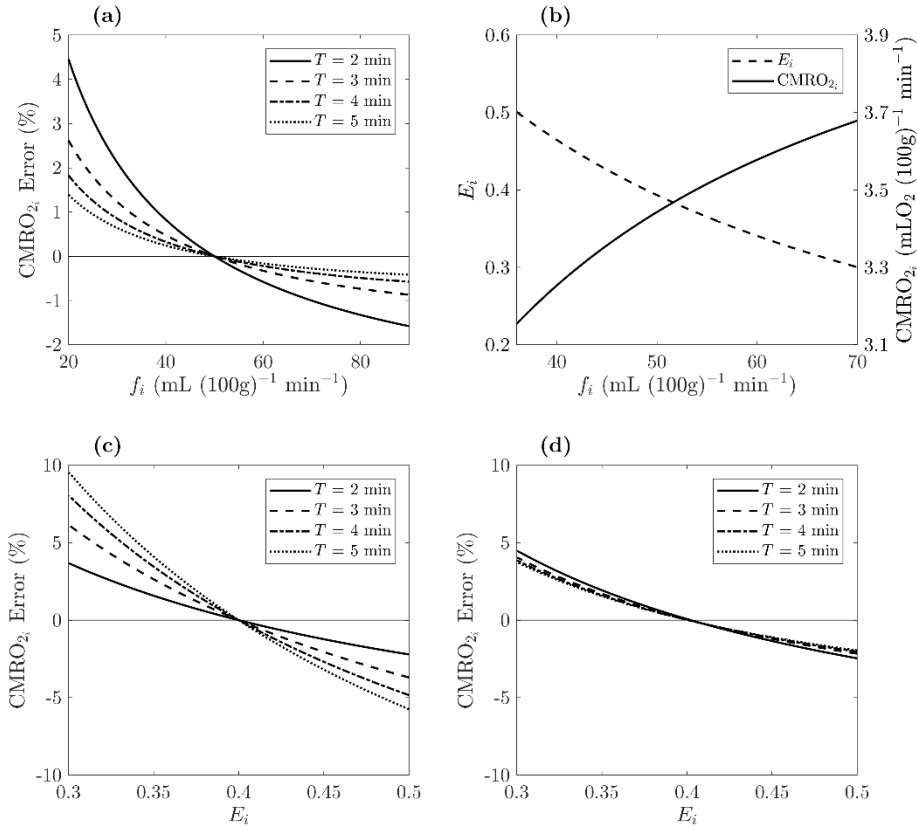 (a)
CMRO₂ᵢ Error (%)
5
4
3
2
1
0
-1
-2
T = 2 min
T = 3 min
T = 4 min
T = 5 min
20
40
60
80
fᵢ (mL (100g)⁻¹ min⁻¹)
(b)
Eᵢ
0.6
0.5
0.4
0.3
0.2
Eᵢ
CMRO₂ᵢ
3.9
3.7
3.5
3.3
3.1
CMRO₂ᵢ (mLO₂ (100g)⁻¹ min⁻¹)
40
50
60
70
fᵢ (mL (100g)⁻¹ min⁻¹)
(c)
CMRO₂ᵢ Error (%)
10
5
0
-5
-10
T = 2 min
T = 3 min
T = 4 min
T = 5 min
0.3
0.35
0.4
0.45
0.5
Eᵢ
(d)
CMRO₂ᵢ Error (%)
10
5
0
-5
-10
T = 2 min
T = 3 min
T = 4 min
T = 5 min
0.3
0.35
0.4
0.45
0.5
Eᵢ